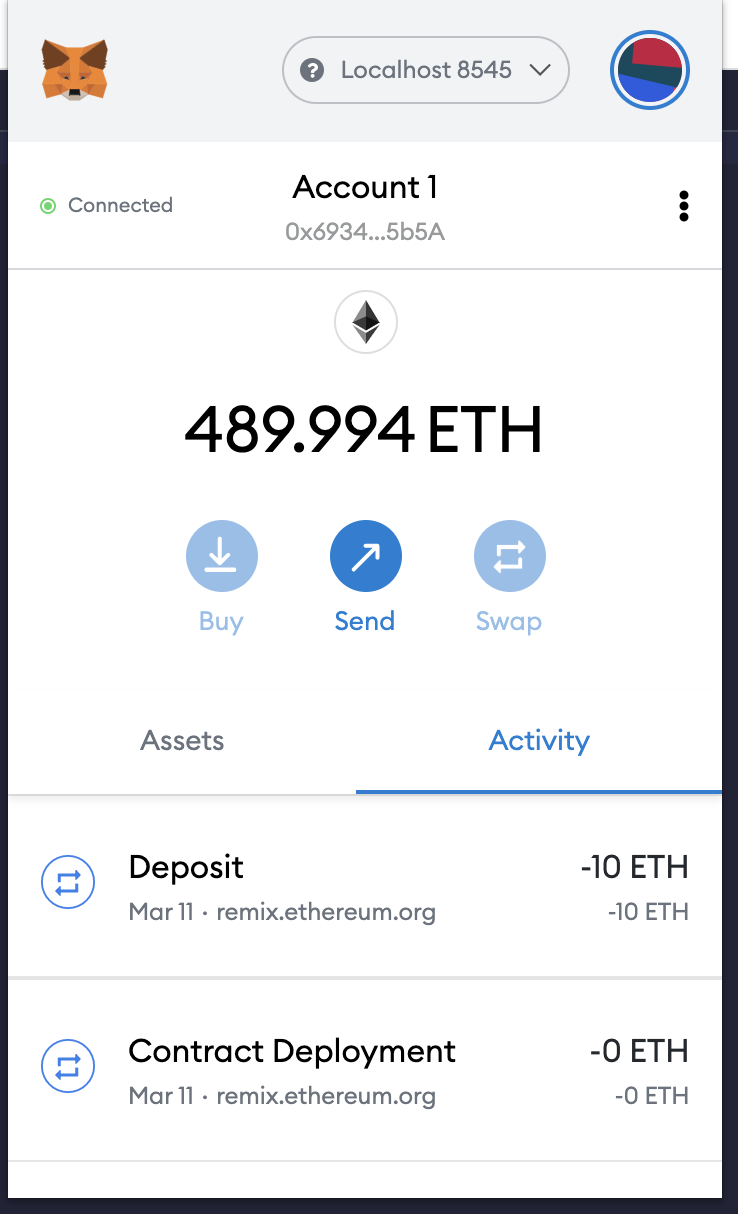 Localhost 8545
Connected
Account 1
0x6934...5b5A
489.994 ETH
Buy
Send
Swap
Assets
Activity
Deposit
-10 ETH
Mar 11 · remix.ethereum.org
-10 ETH
Contract Deployment
-0 ETH
Mar 11 · remix.ethereum.org
-0 ETH